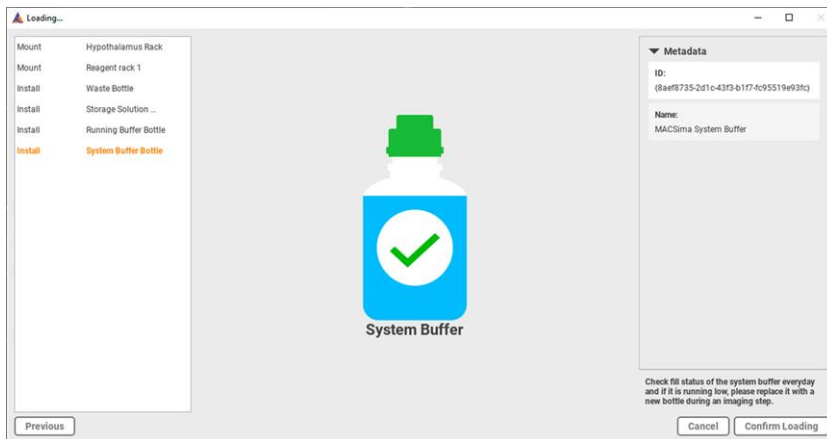 Loading...
Mount Hypothalamus Rack
Mount Reagent rack 1
Install Waste Bottle
Install Storage Solution ...
Install Running Buffer Bottle
Install System Buffer Bottle
System Buffer
Metadata
ID:
{8aef8735-2d1c-43f3-b1f7-fc95519e93fc}
Name:
MACSima System Buffer
Check fill status of the system buffer everyday
and if it is running low, please replace it with a
new bottle during an imaging step.
Previous
Cancel
Confirm Loading